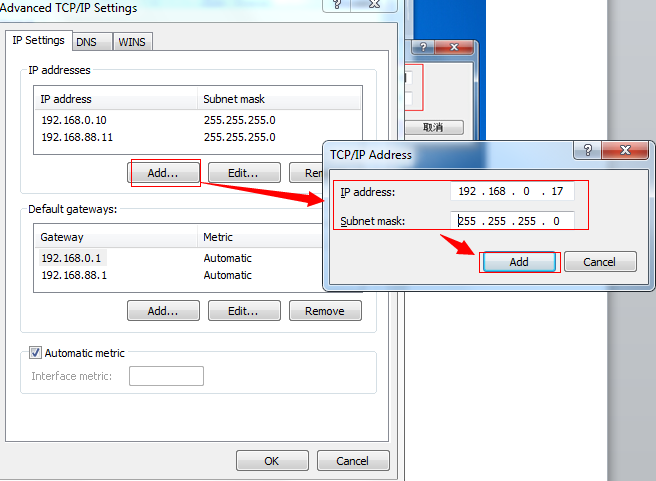 Advanced TCP/IP Settings
IP Settings DNS WINS
IP addresses
IP address Subnet mask
192.168.0.10 255.255.255.0
192.168.88.11 255.255.255.0
Add... Edit...
取消
TCP/IP Address
IP address: 192 . 168 . 0 . 17
Subnet mask: 255 . 255 . 255 . 0
Add Cancel
Default gateways:
Gateway Metric
192.168.0.1 Automatic
192.168.88.1 Automatic
Add... Edit... Remove
Automatic metric
Interface metric:
OK Cancel